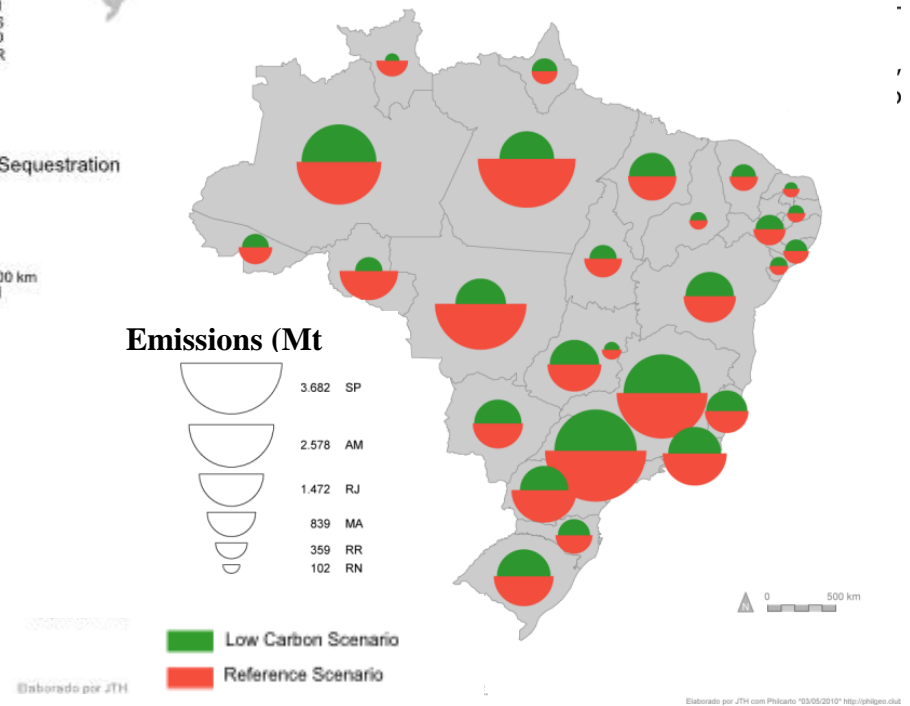 Sequestration
00 km
Emissions (Mt
3.682 SP
2.578 AM
1.472 RJ
839 MA
359 RR
102 RN
N
0 500 km
Low Carbon Scenario
Reference Scenario
Elaborado por JTH
Elaborado por JTH com Philcarto "03/05/2010" http://philgeo.club